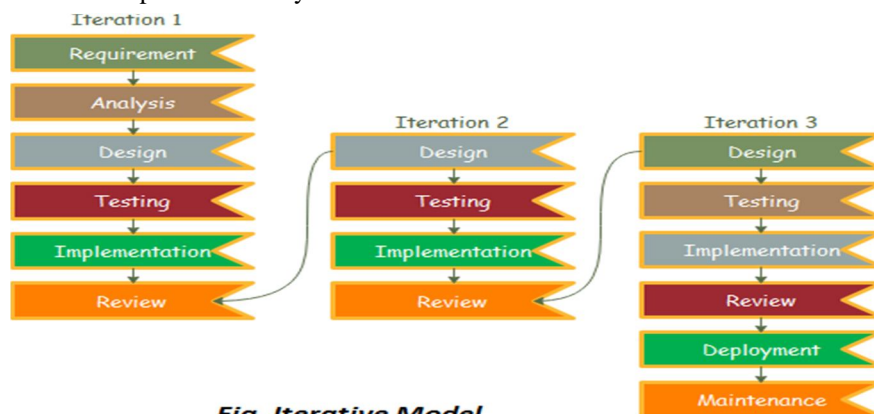 Iteration 1
Requirement
Analysis
Design
Testing
Implementation
Review
Iteration 2
Design
Testing
Implementation
Review
Iteration 3
Design
Testing
Implementation
Review
Deployment
Maintenance
Fig. Iterative Model